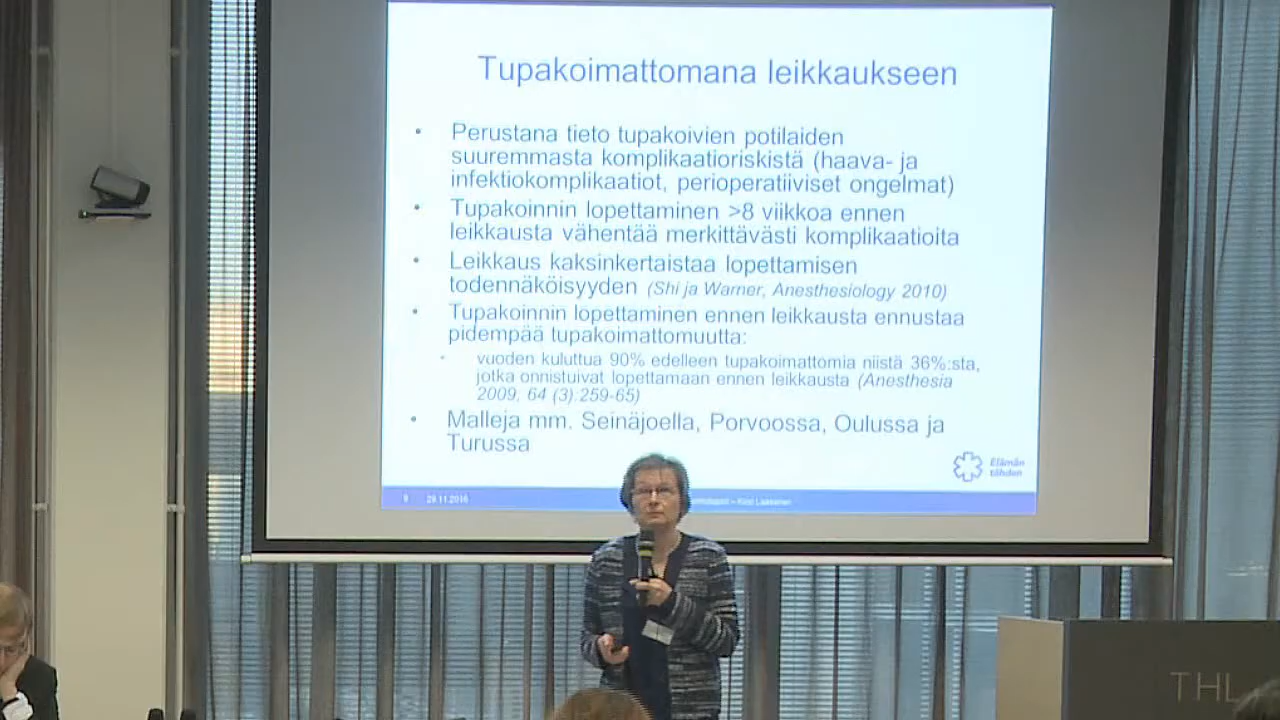 Tupakoimattomana leikkaukseen
• Perustana tieto tupakoivien potilaiden
suuremmasta komplikaatioriskistä (haava- ja
infektiokomplikaatiot, perioperatiiviset ongelmat)
• Tupakoinnin lopettaminen >8 viikkoa ennen
leikkausta vähentää merkittävästi komplikaatioita
• Leikkaus kaksinkertaistaa lopettamisen
todennäköisyyden (Shi ja Warner, Anesthesiology 2010)
• Tupakoinnin lopettaminen ennen leikkausta ennustaa
pidempää tupakoimattomuutta:
• vuoden kuluttua 90% edelleen tupakoimattomia niistä 36%:sta,
jotka onnistuivat lopettamaan ennen leikkausta (Anesthesia
2009, 64 (3):259-65)
• Malleja mm. Seinäjoella, Porvoossa, Oulussa ja
Turussa
Elämän
tähden
29.11.2016
THL